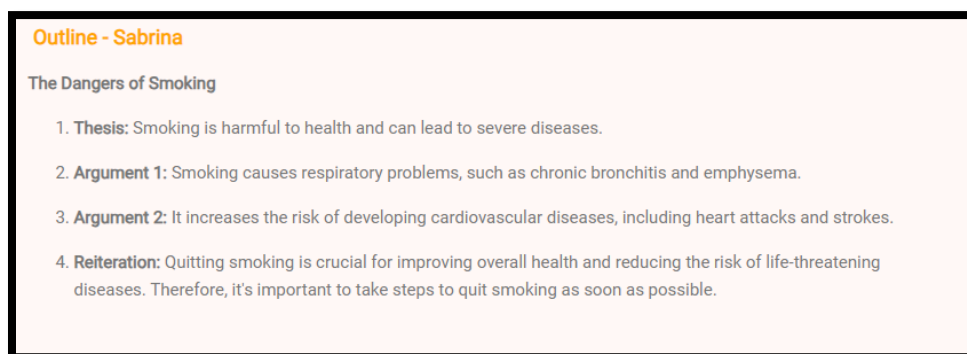 Outline - Sabrina
The Dangers of Smoking
1. Thesis: Smoking is harmful to health and can lead to severe diseases.
2. Argument 1: Smoking causes respiratory problems, such as chronic bronchitis and emphysema.
3. Argument 2: It increases the risk of developing cardiovascular diseases, including heart attacks and strokes.
4. Reiteration: Quitting smoking is crucial for improving overall health and reducing the risk of life-threatening
diseases. Therefore, it's important to take steps to quit smoking as soon as possible.